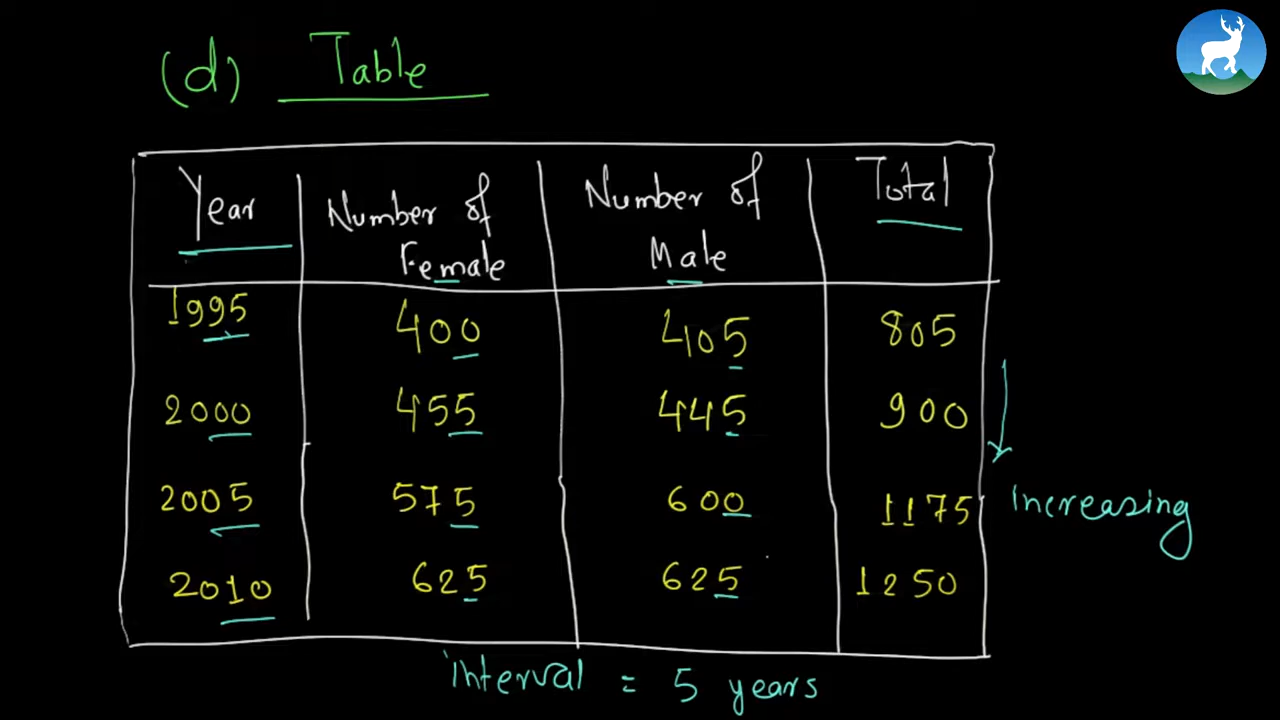 (d) Table
Year Number of Female Number of Male Total
1995 400 405 805
2000 455 445 900
2005 575 600 1175
2010 625 625 1250
increasing
interval = 5 years